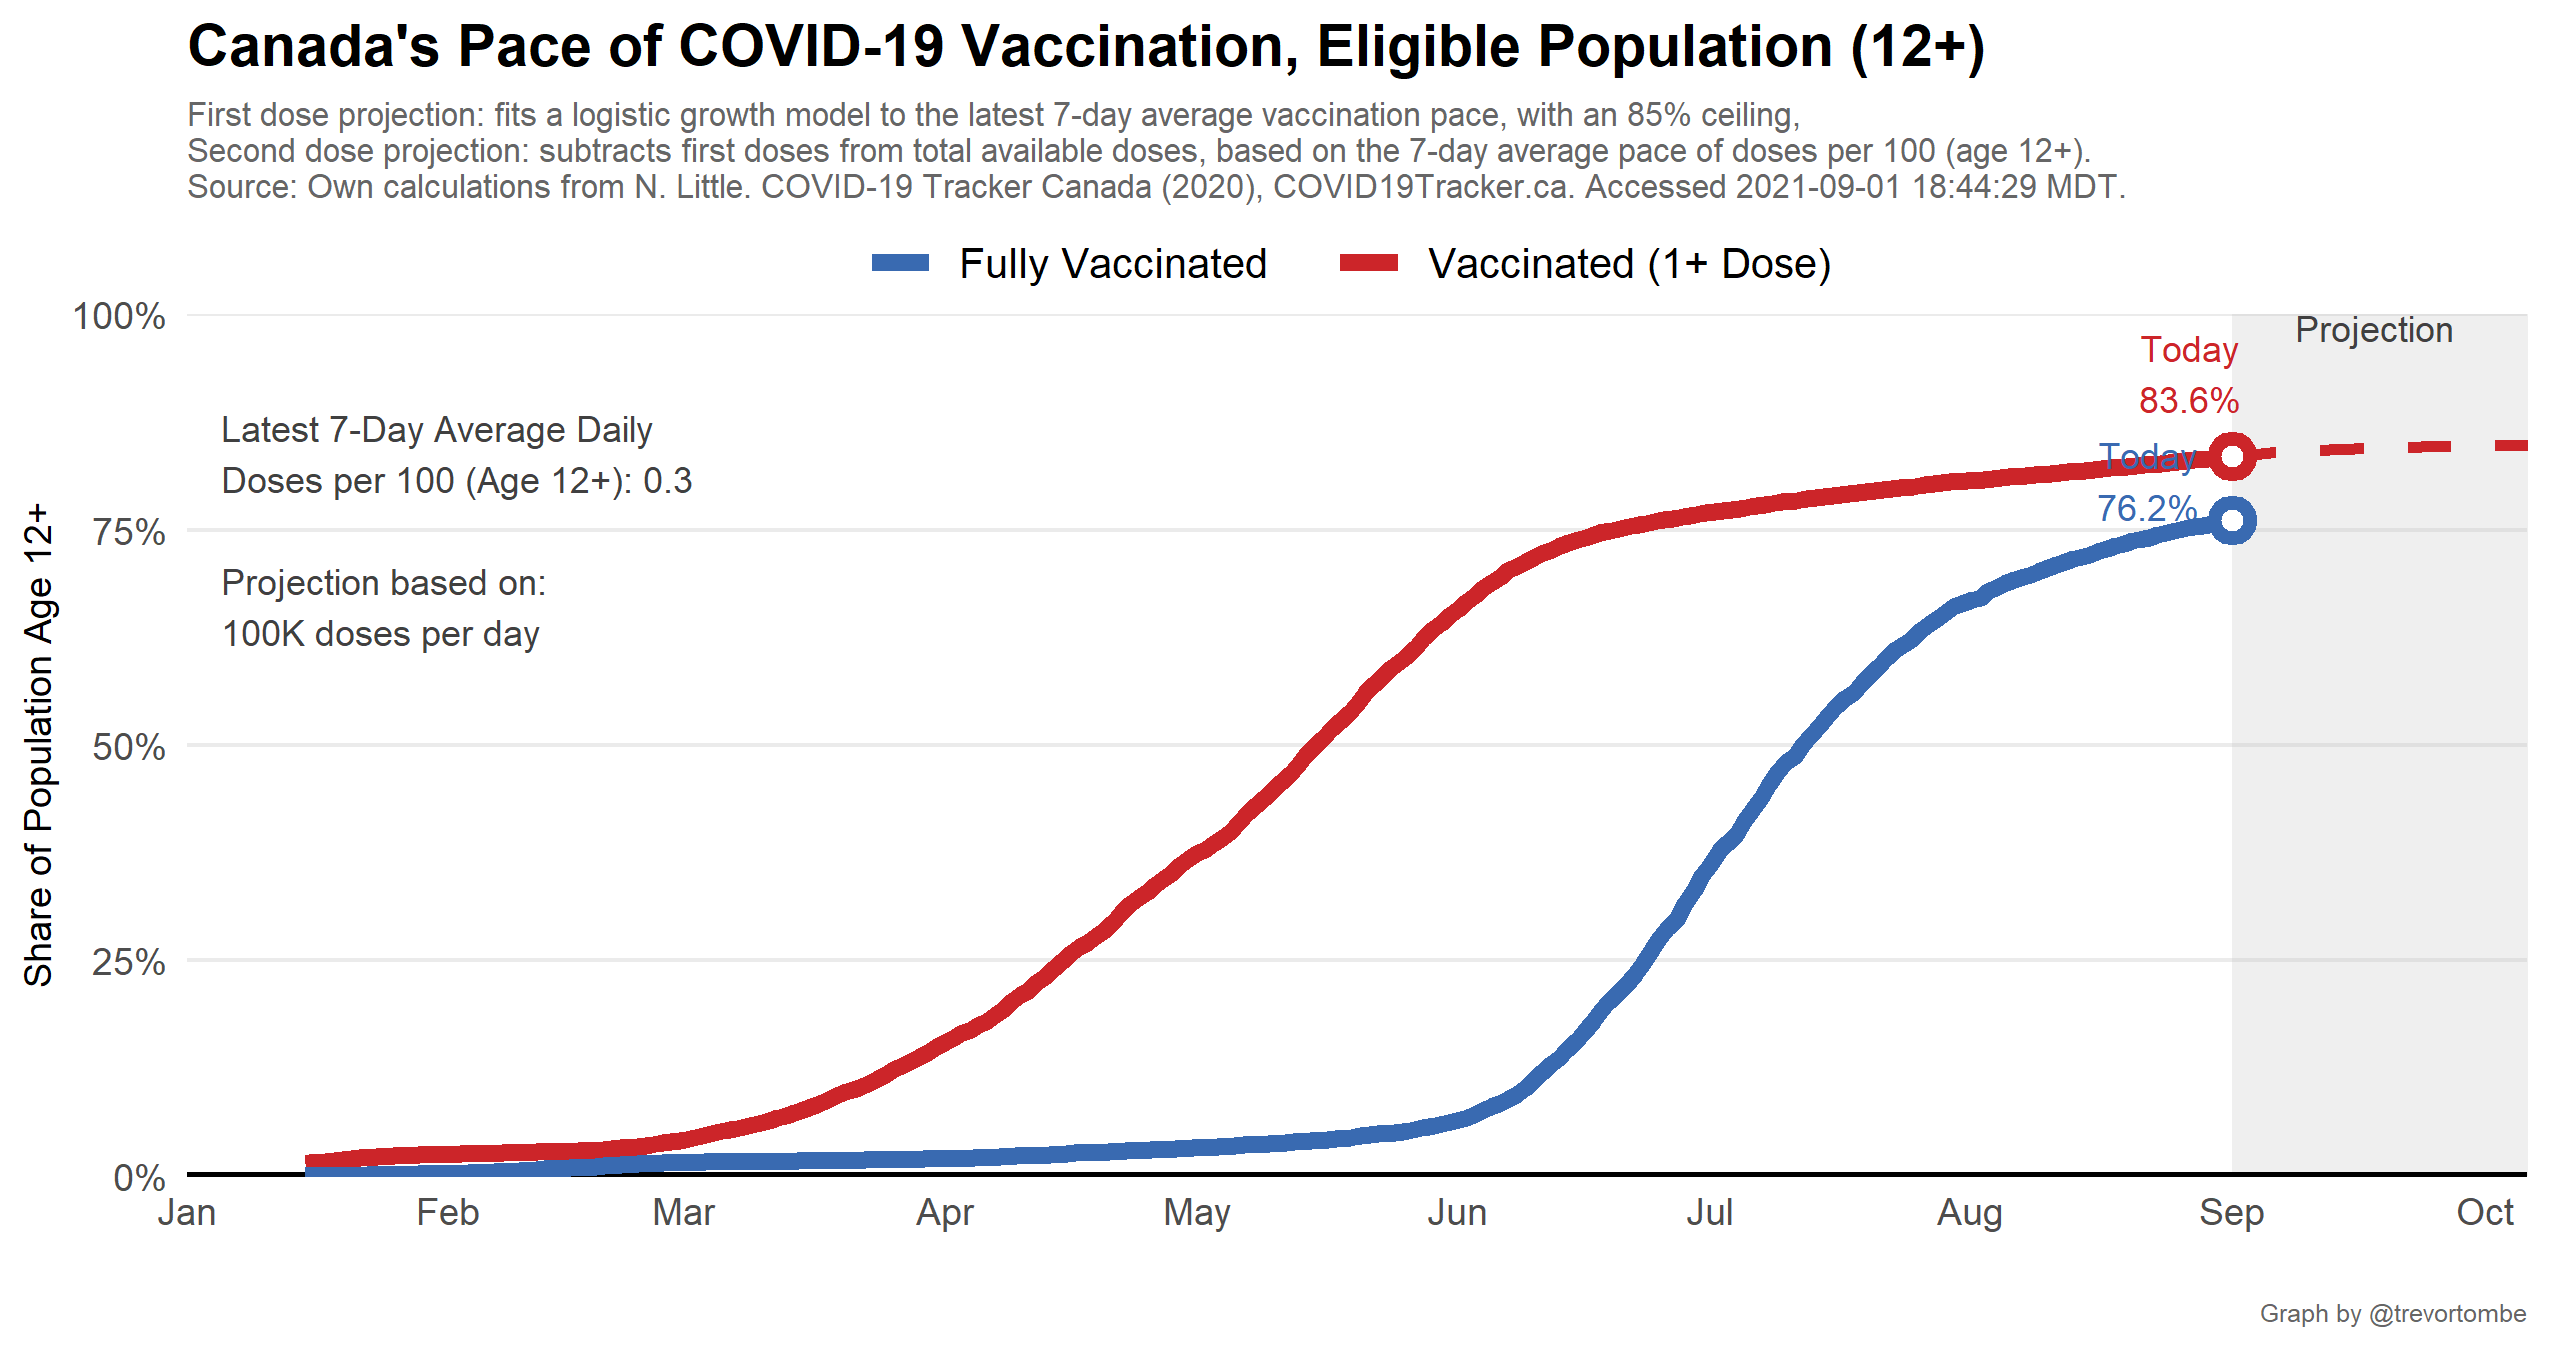 Canada's Pace of COVID-19 Vaccination, Eligible Population (12+)
First dose projection: fits a logistic growth model to the latest 7-day average vaccination pace, with an 85% ceiling,
Second dose projection: subtracts first doses from total available doses, based on the 7-day average pace of doses per 100 (age 12+).
Source: Own calculations from N. Little. COVID-19 Tracker Canada (2020), COVID19Tracker.ca. Accessed 2021-09-01 18:44:29 MDT.
Fully Vaccinated
Vaccinated (1+ Dose)
Share of Population Age 12+
100%
75%
50%
25%
0%
Latest 7-Day Average Daily
Doses per 100 (Age 12+): 0.3
Projection based on:
100K doses per day
Projection
Today
83.6%
Today
76.2%
Jan
Feb
Mar
Apr
May
Jun
Jul
Aug
Sep
Oct
Graph by @trevortombe